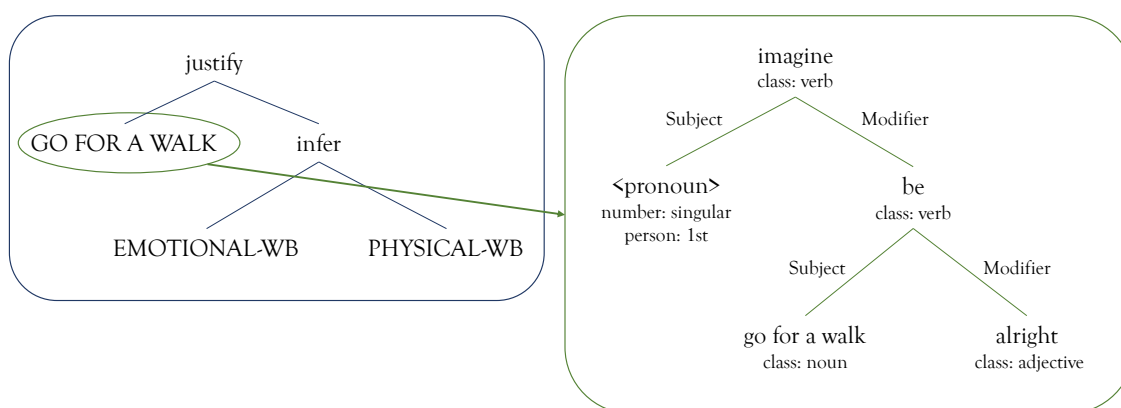 justify
GO FOR A WALK
infer
EMOTIONAL-WB
PHYSICAL-WB
imagine
class: verb
Subject
Modifier
<pronoun>
number: singular
person: 1st
be
class: verb
Subject
Modifier
go for a walk
class: noun
alright
class: adjective